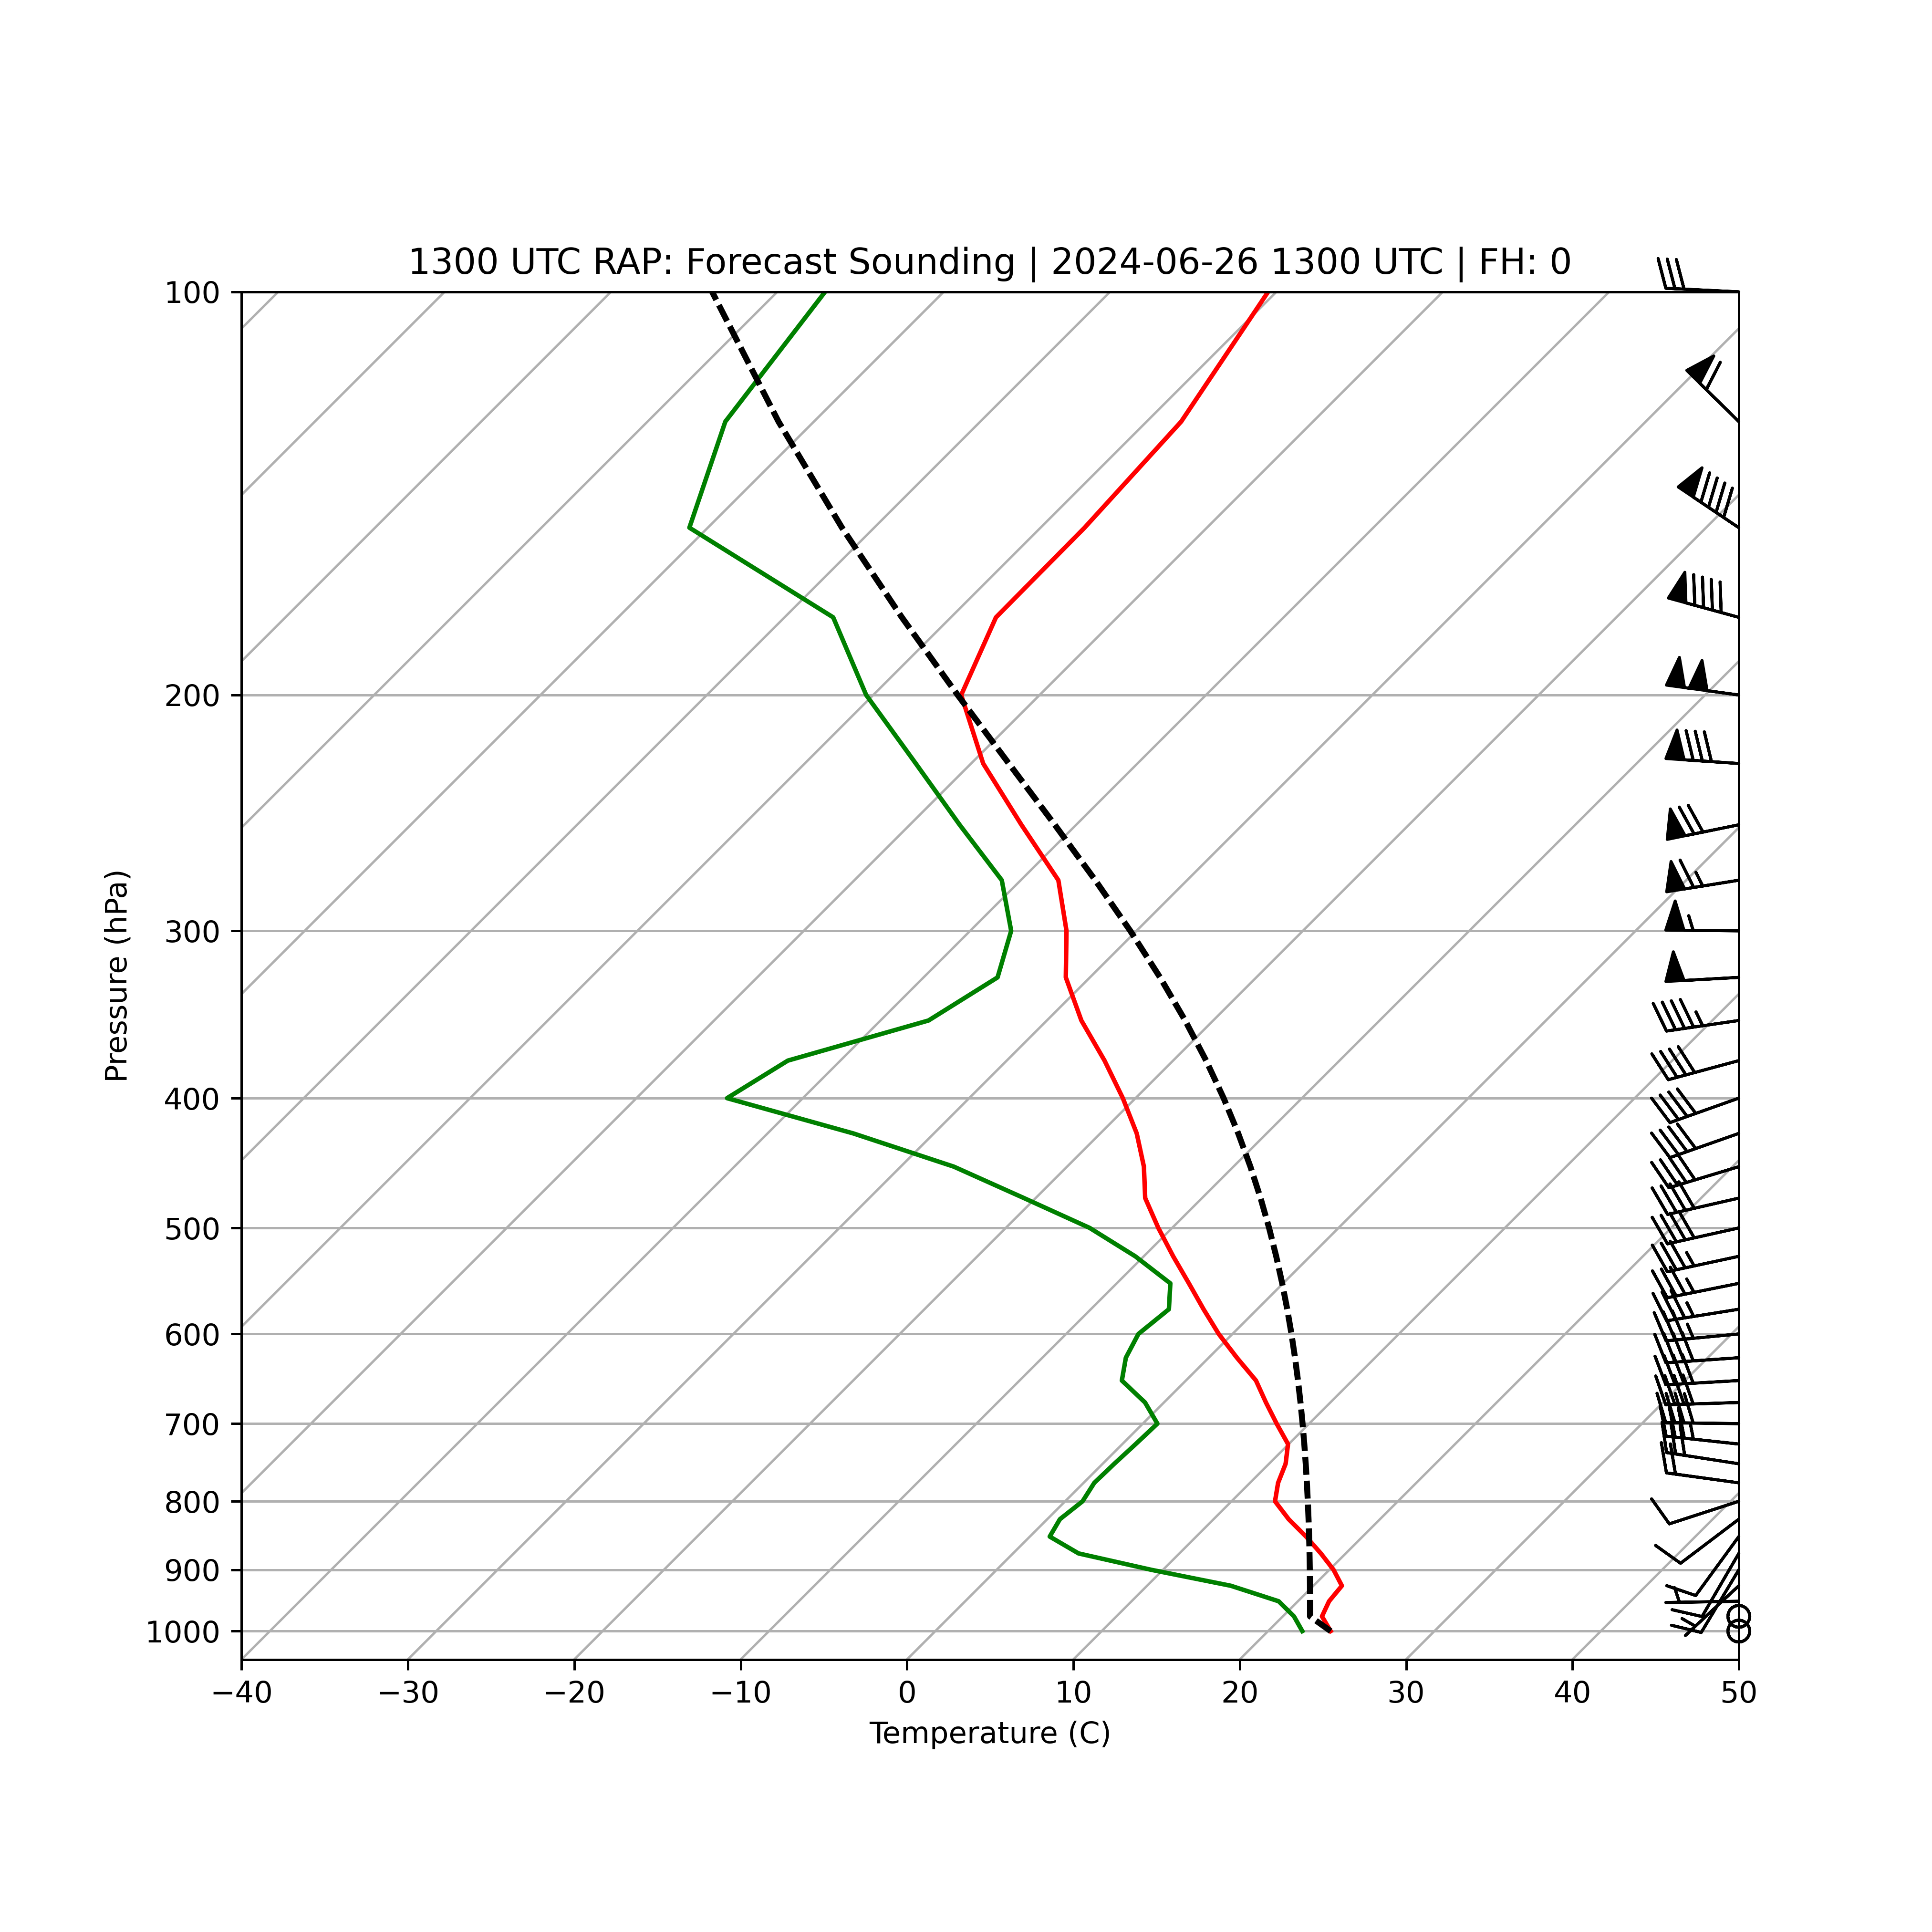 1300 UTC RAP: Forecast Sounding | 2024-06-26 1300 UTC | FH: 0
100
200
300
400
500
600
700
800
900
1000
Pressure (hPa)
−40 −30 −20 −10 0 10 20 30 40 50
Temperature (C)